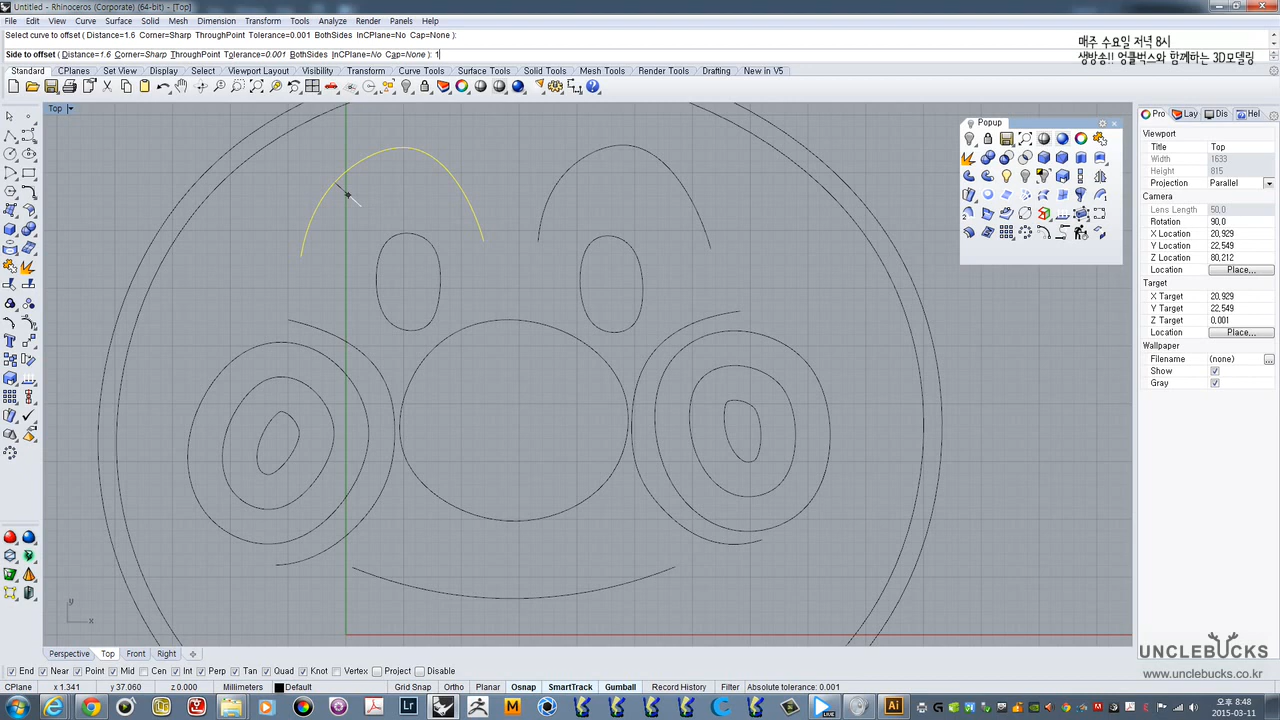 Untitled - Rhinoceros (Corporate) (64-bit) - [Top]
File Edit View Curve Surface Solid Mesh Dimension Transform Tools Analyze Render Panels Help
Select curve to offset ( Distance=1.6 Corner=Sharp ThroughPoint Tolerance=0.001 BothSides InCPlane=No Cap=None ):
매주 수요일 저녁 8시
Side to offset ( Distance=1.6 Corner=Sharp ThroughPoint Tolerance=0.001 BothSides InCPlane=No Cap=None ): 1
생방송!! 엉클벅스와 함께하는 3D모델링
Standard CPlanes Set View Display Select Viewport Layout Visibility Transform Curve Tools Surface Tools Solid Tools Mesh Tools Render Tools Drafting New In V5
Top
Popup
Pro Lay Dis Hel
Viewport
Title Top
Width 1633
Height 815
Projection Parallel
Camera
Lens Length 50,0
Rotation 90,0
X Location 20,929
Y Location 22,549
Z Location 80,212
Location Place...
Target
X Target 20,929
Y Target 22,549
Z Target 0,001
Location Place...
Wallpaper
Filename (none)
Show
Gray
y
x
Perspective Top Front Right
End Near Point Mid Cen Int Perp Tan Quad Knot Vertex Project Disable
CPlane x 1.341 y 37.060 z 0.000 Millimeters Default Grid Snap Ortho Planar Osnap SmartTrack Gumball Record History Filter Absolute tolerance: 0.001
UNCLEBUCKS
www.unclebucks.co.kr
오후 8:48
2015-03-11